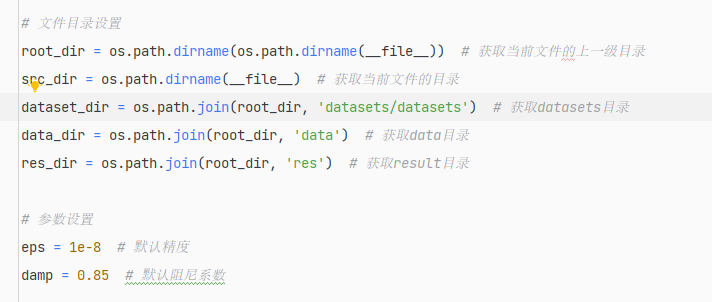 # 文件目录设置
root_dir = os.path.dirname(os.path.dirname(__file__))  # 获取当前文件的上一级目录
src_dir = os.path.dirname(__file__)  # 获取当前文件的目录
dataset_dir = os.path.join(root_dir, 'datasets/datasets')  # 获取datasets目录
data_dir = os.path.join(root_dir, 'data')  # 获取data目录
res_dir = os.path.join(root_dir, 'res')  # 获取result目录
# 参数设置
eps = 1e-8  # 默认精度
damp = 0.85  # 默认阻尼系数